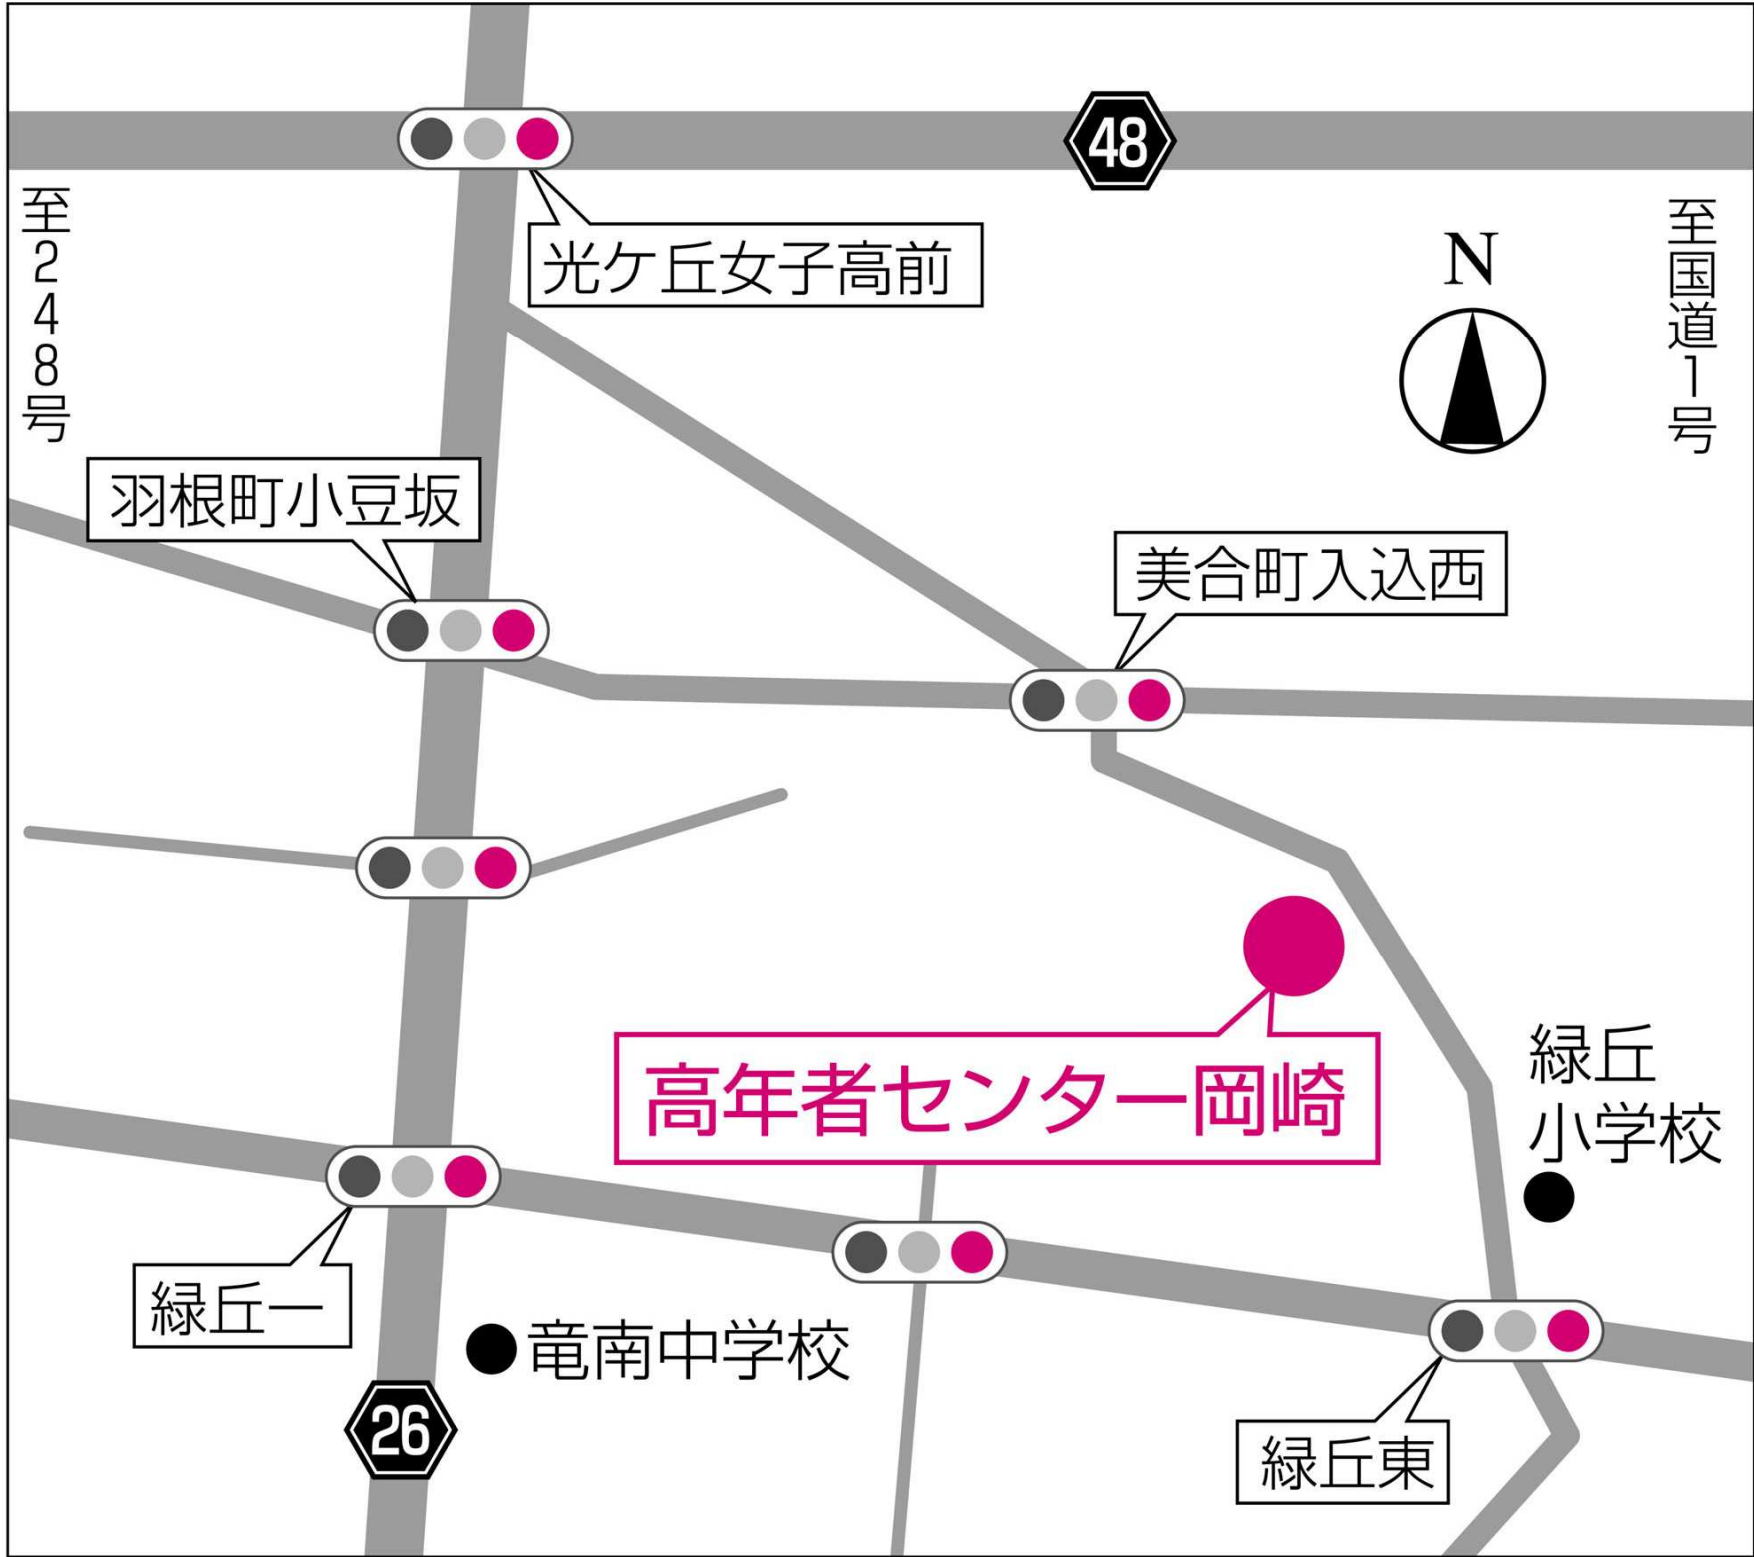 48
光ケ丘女子高前
至248号
N
至国道1号
羽根町小豆坂
美合町入込西
高年者センター岡崎
緑丘
小学校
緑丘一
竜南中学校
26
緑丘東